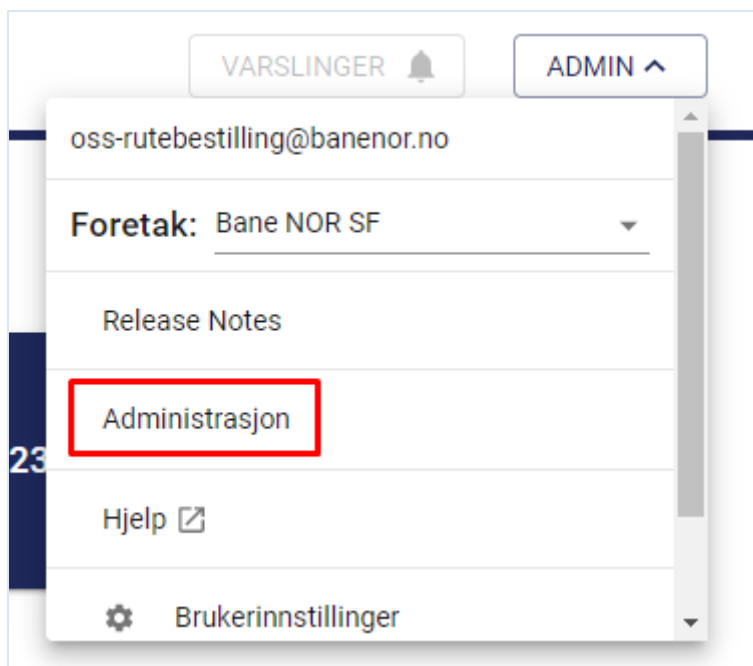 VARSLINGER
ADMIN
oss-rutebestilling@banenor.no
Foretak: Bane NOR SF
Release Notes
Administrasjon
23
Hjelp
Brukerinnstillinger